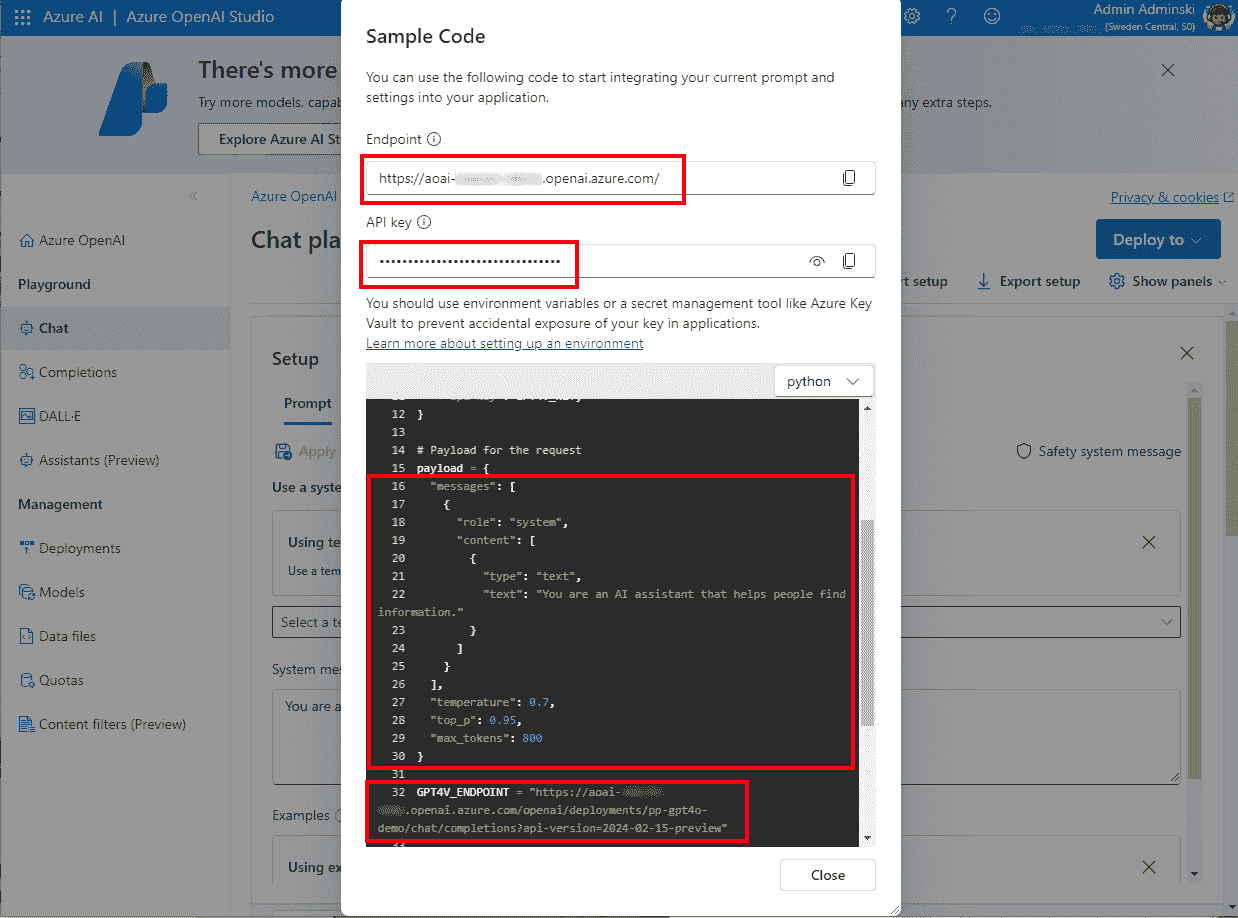 Azure AI | Azure OpenAI Studio
Admin Adminski
(Sweden Central, S0)
There's more
Try more models, capab
any extra steps.
Explore Azure AI St
Azure OpenAI
Privacy & cookies
Chat pla
Deploy to
rt setup
Export setup
Show panels
Azure OpenAI
Playground
Chat
Completions
DALL·E
Assistants (Preview)
Management
Deployments
Models
Data files
Quotas
Content filters (Preview)
Setup
Prompt
Apply
Safety system message
Use a syste
Using te
Use a tem
Select a te
System mes
You are a
Examples
Using ex
Sample Code
You can use the following code to start integrating your current prompt and
settings into your application.
Endpoint
https://aoai-
.openai.azure.com/
API key
••••••••••••••••••••••••••••••••
You should use environment variables or a secret management tool like Azure Key
Vault to prevent accidental exposure of your key in applications.
Learn more about setting up an environment
python
12 }
13
14 # Payload for the request
15 payload = {
16 "messages": [
17 {
18 "role": "system",
19 "content": [
20 {
21 "type": "text",
22 "text": "You are an AI assistant that helps people find
information."
23 }
24 ]
25 }
26 ],
27 "temperature": 0.7,
28 "top_p": 0.95,
29 "max_tokens": 800
30 }
31
32 GPT4V_ENDPOINT = "https://aoai-
.openai.azure.com/openai/deployments/pp-gpt4o-
demo/chat/completions?api-version=2024-02-15-preview"
33
Close